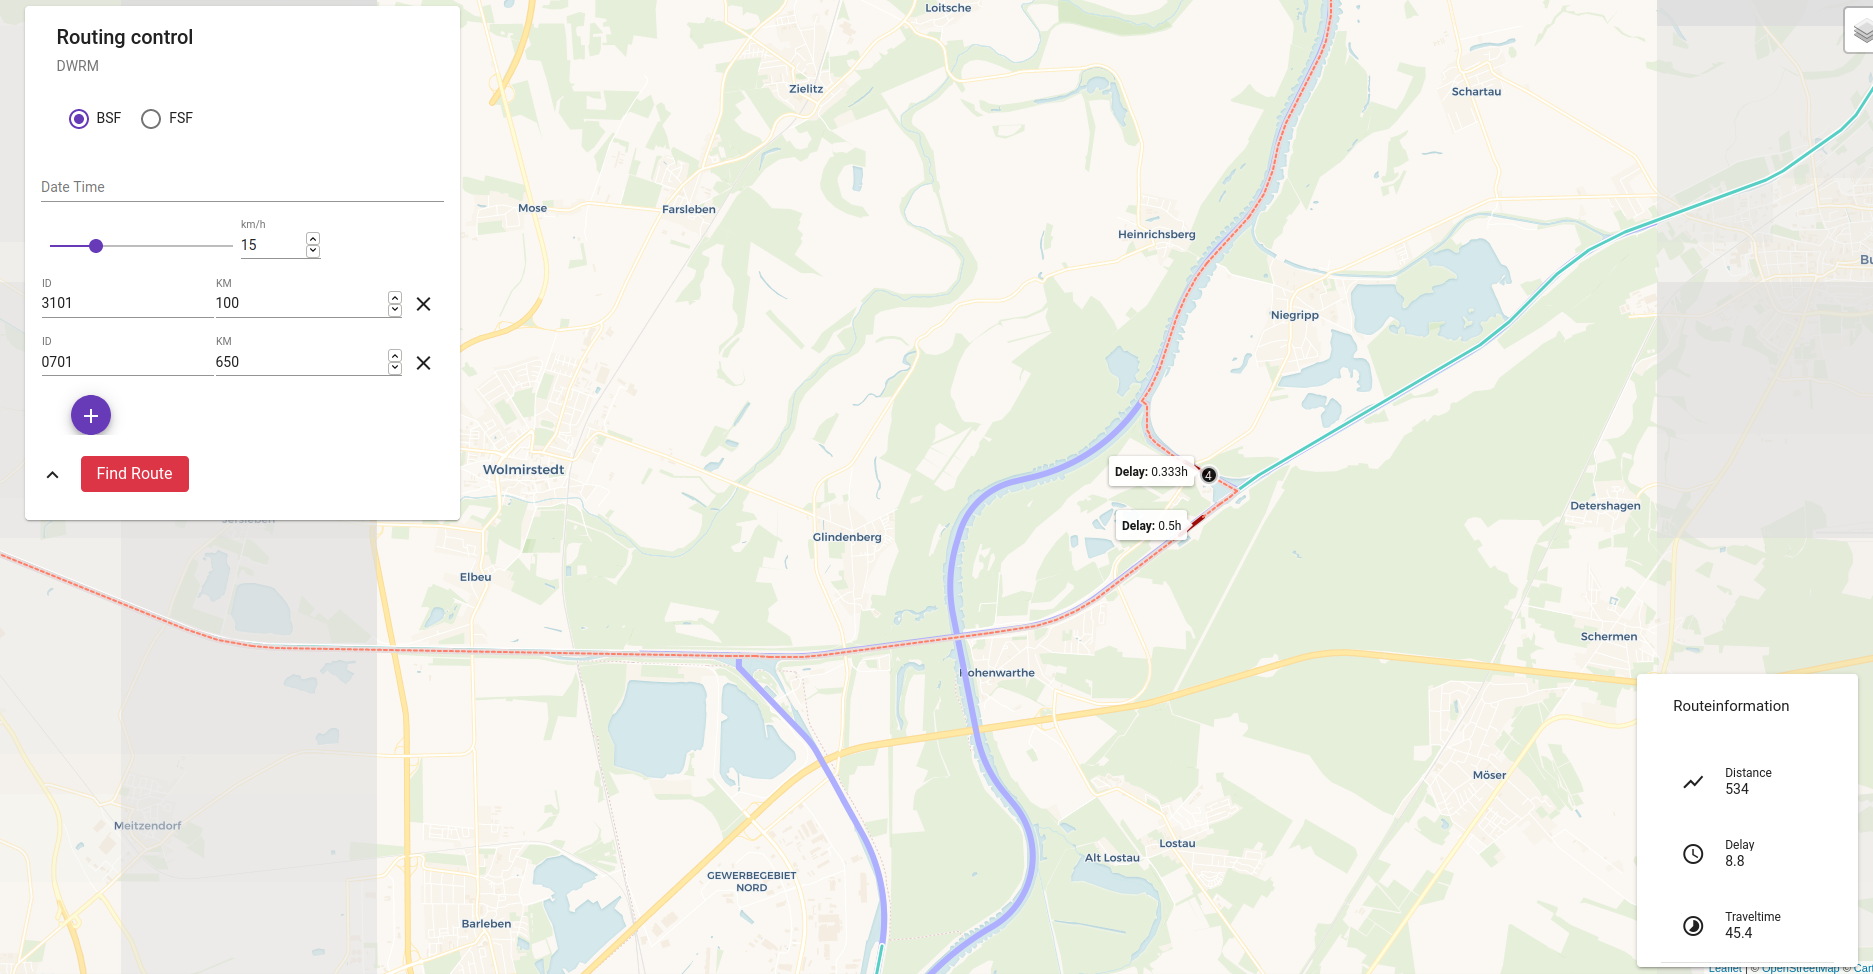 Routing control
DWRM
BSF
FSF
Date Time
km/h
15
ID
KM
3101
100
ID
KM
0701
650
+
Find Route
Loitsche
Zielitz
Schartau
Mose
Farsleben
Heinrichsberg
Bu
Niegripp
Wolmirstedt
Delay: 0.333h
4
Detershagen
Delay: 0.5h
Glindenberg
Elbeu
Schermen
Hohenwarthe
Möser
Meitzendorf
Lostau
Alt Lostau
GEWERBEGEBIET
NORD
Barleben
Routeinformation
Distance
534
Delay
8.8
Traveltime
45.4
Leaflet | © OpenStreetMap © Cart